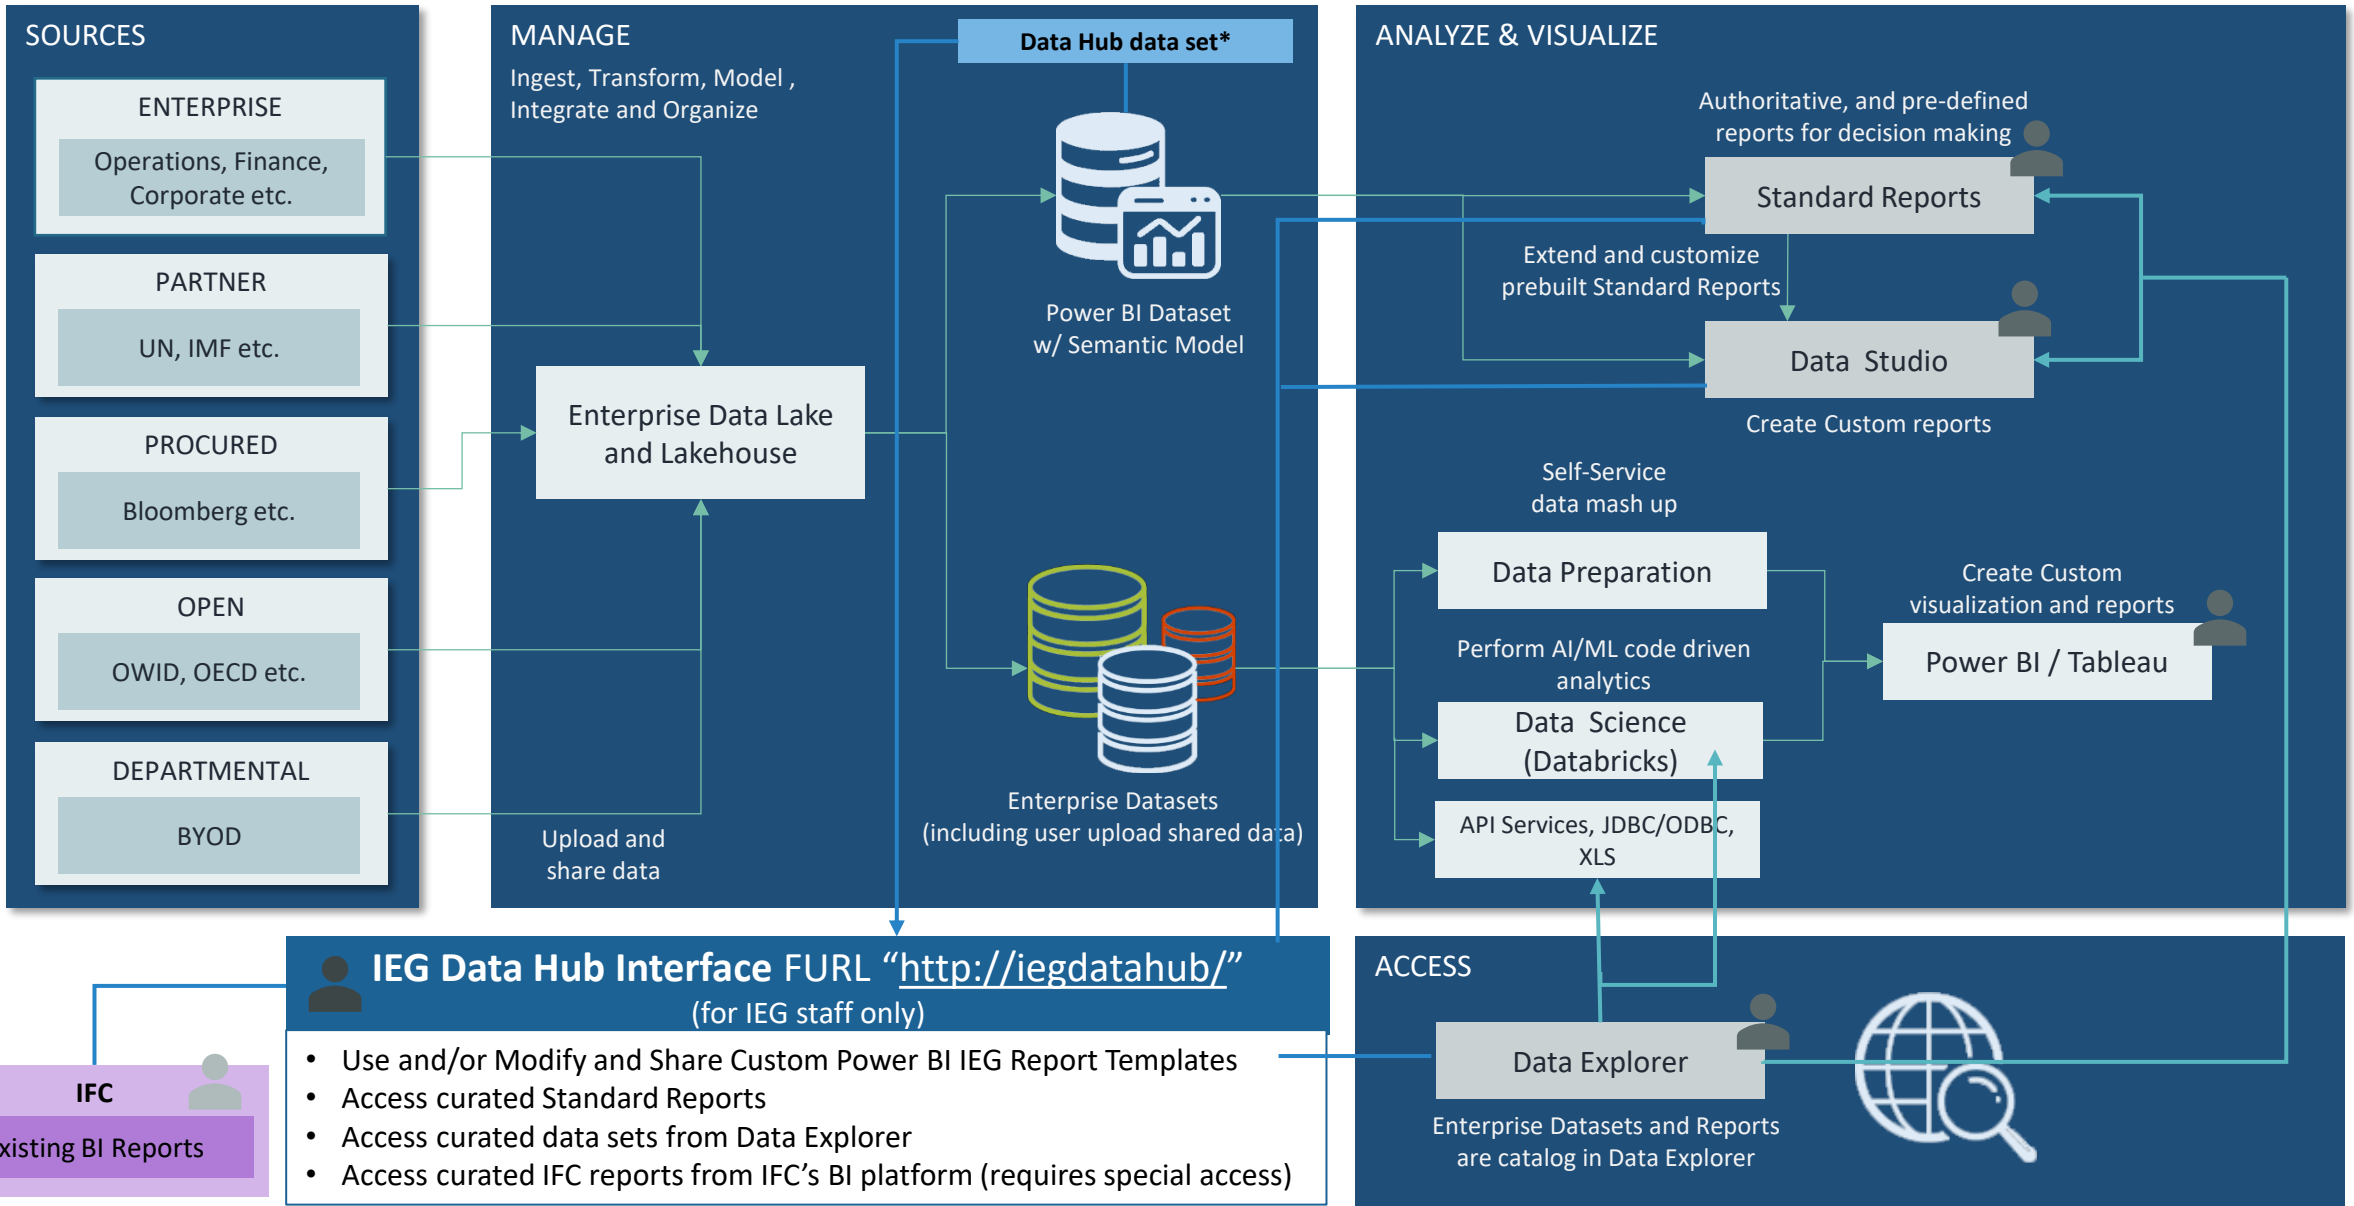 SOURCES
ENTERPRISE
Operations, Finance,
Corporate etc.
PARTNER
UN, IMF etc.
PROCURED
Bloomberg etc.
OPEN
OWID, OECD etc.
DEPARTMENTAL
BYOD
MANAGE
Ingest, Transform, Model ,
Integrate and Organize
Data Hub data set*
Power BI Dataset
w/ Semantic Model
Enterprise Data Lake
and Lakehouse
Enterprise Datasets
(including user upload shared data)
Upload and
share data
ANALYZE & VISUALIZE
Authoritative, and pre-defined
reports for decision making
Standard Reports
Extend and customize
prebuilt Standard Reports
Data Studio
Create Custom reports
Self-Service
data mash up
Data Preparation
Create Custom
visualization and reports
Power BI / Tableau
Perform AI/ML code driven
analytics
Data Science
(Databricks)
API Services, JDBC/ODBC,
XLS
IEG Data Hub Interface FURL “http://iegdatahub/”
(for IEG staff only)
• Use and/or Modify and Share Custom Power BI IEG Report Templates
• Access curated Standard Reports
• Access curated data sets from Data Explorer
• Access curated IFC reports from IFC’s BI platform (requires special access)
IFC
xisting BI Reports
ACCESS
Data Explorer
Enterprise Datasets and Reports
are catalog in Data Explorer